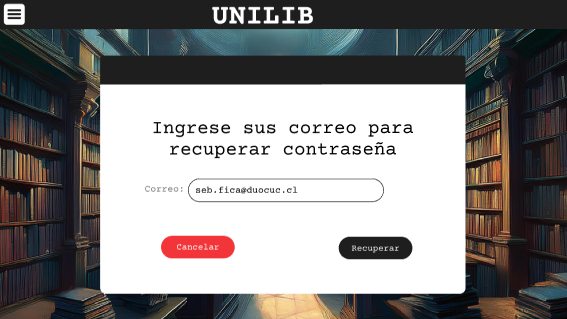 UNILIB
Ingrese sus correo para
recuperar contraseña
Correo: seb.fica@duocuc.cl
Cancelar Recuperar